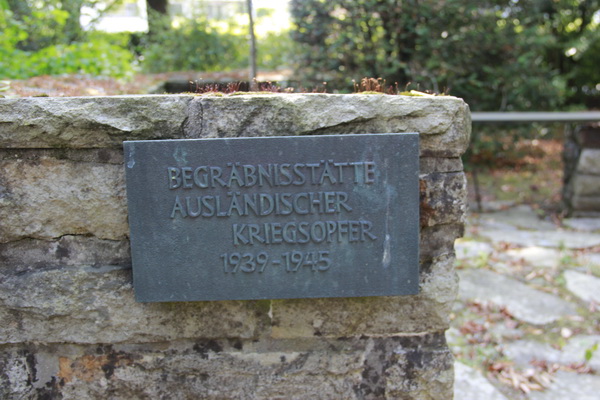 BEGRÄBNISSTÄTTE
AUSLÄNDISCHER
KRIEGSOPFER
1939-1945